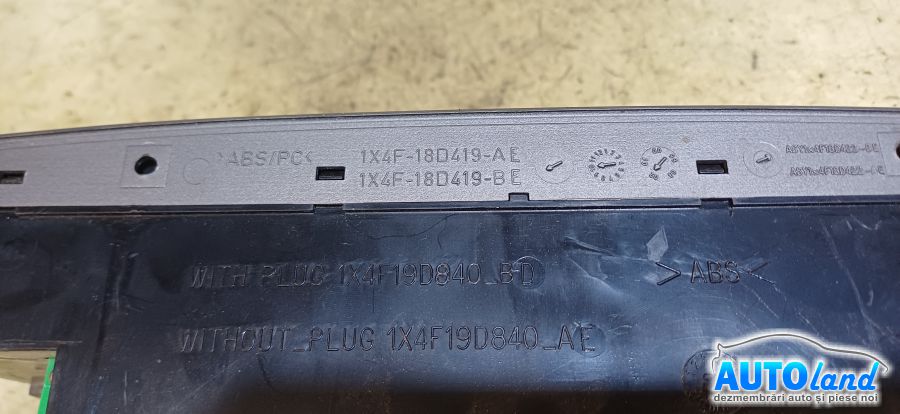 >ABS/PC<
1X4F-18D419-AE
1X4F-18D419-BE
WITH PLUG 1X4F19D840_BD
>ABS<
WITHOUT_PLUG 1X4F19D840_AE
AUTOland
dezmembrări auto și piese noi